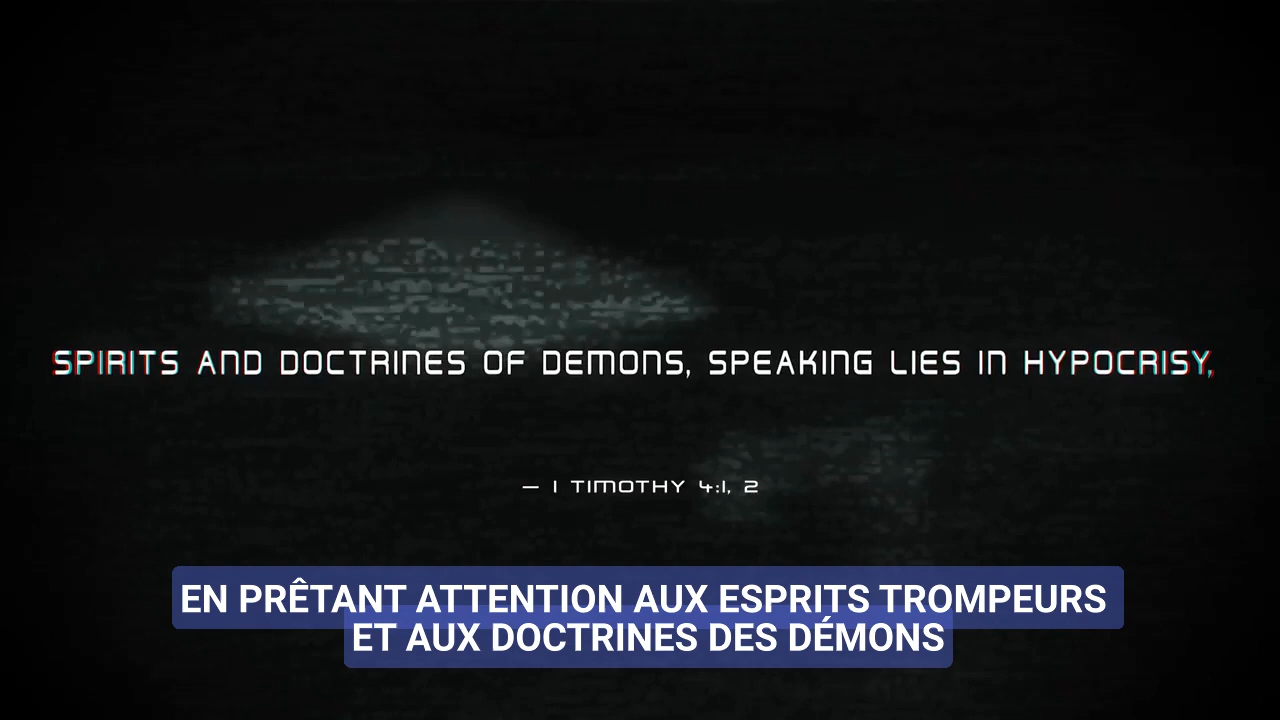 SPIRITS AND DOCTRINES OF DEMONS, SPEAKING LIES IN HYPOCRISY,
— 1 TIMOTHY 4:1, 2
EN PRÊTANT ATTENTION AUX ESPRITS TROMPEURS
ET AUX DOCTRINES DES DÉMONS